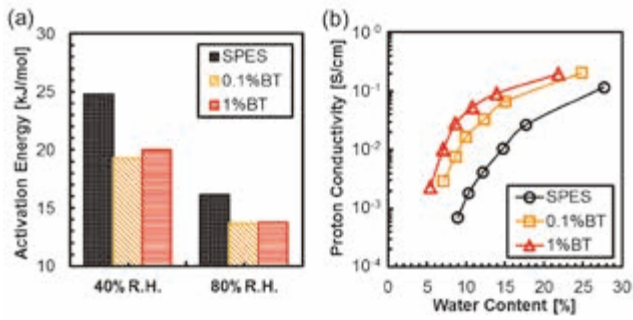 (a)
Activation Energy [kJ/mol]
30
25
20
15
10
SPES
0.1%BT
1%BT
40% R.H.
80% R.H.
(b)
Proton Conductivity [S/cm]
10⁰
10⁻¹
10⁻²
10⁻³
10⁻⁴
SPES
0.1%BT
1%BT
0 5 10 15 20 25 30
Water Content [%]